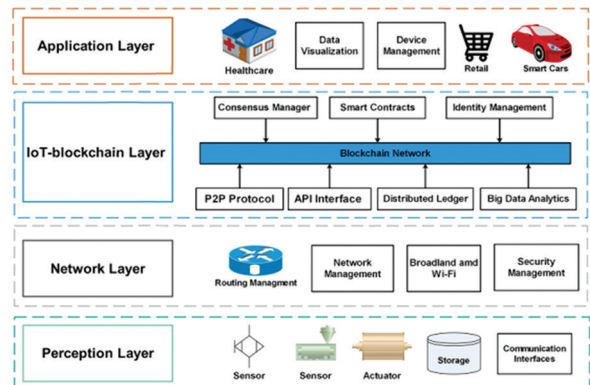 Application Layer
Healthcare
Data
Visualization
Device
Management
Retail
Smart Cars
IoT-blockchain Layer
Consensus Manager
Smart Contracts
Identity Management
Blockchain Network
P2P Protocol
API Interface
Distributed Ledger
Big Data Analytics
Network Layer
Routing Managment
Network
Management
Broadland amd
Wi-Fi
Security
Management
Perception Layer
Sensor
Sensor
Actuator
Storage
Communication
Interfaces